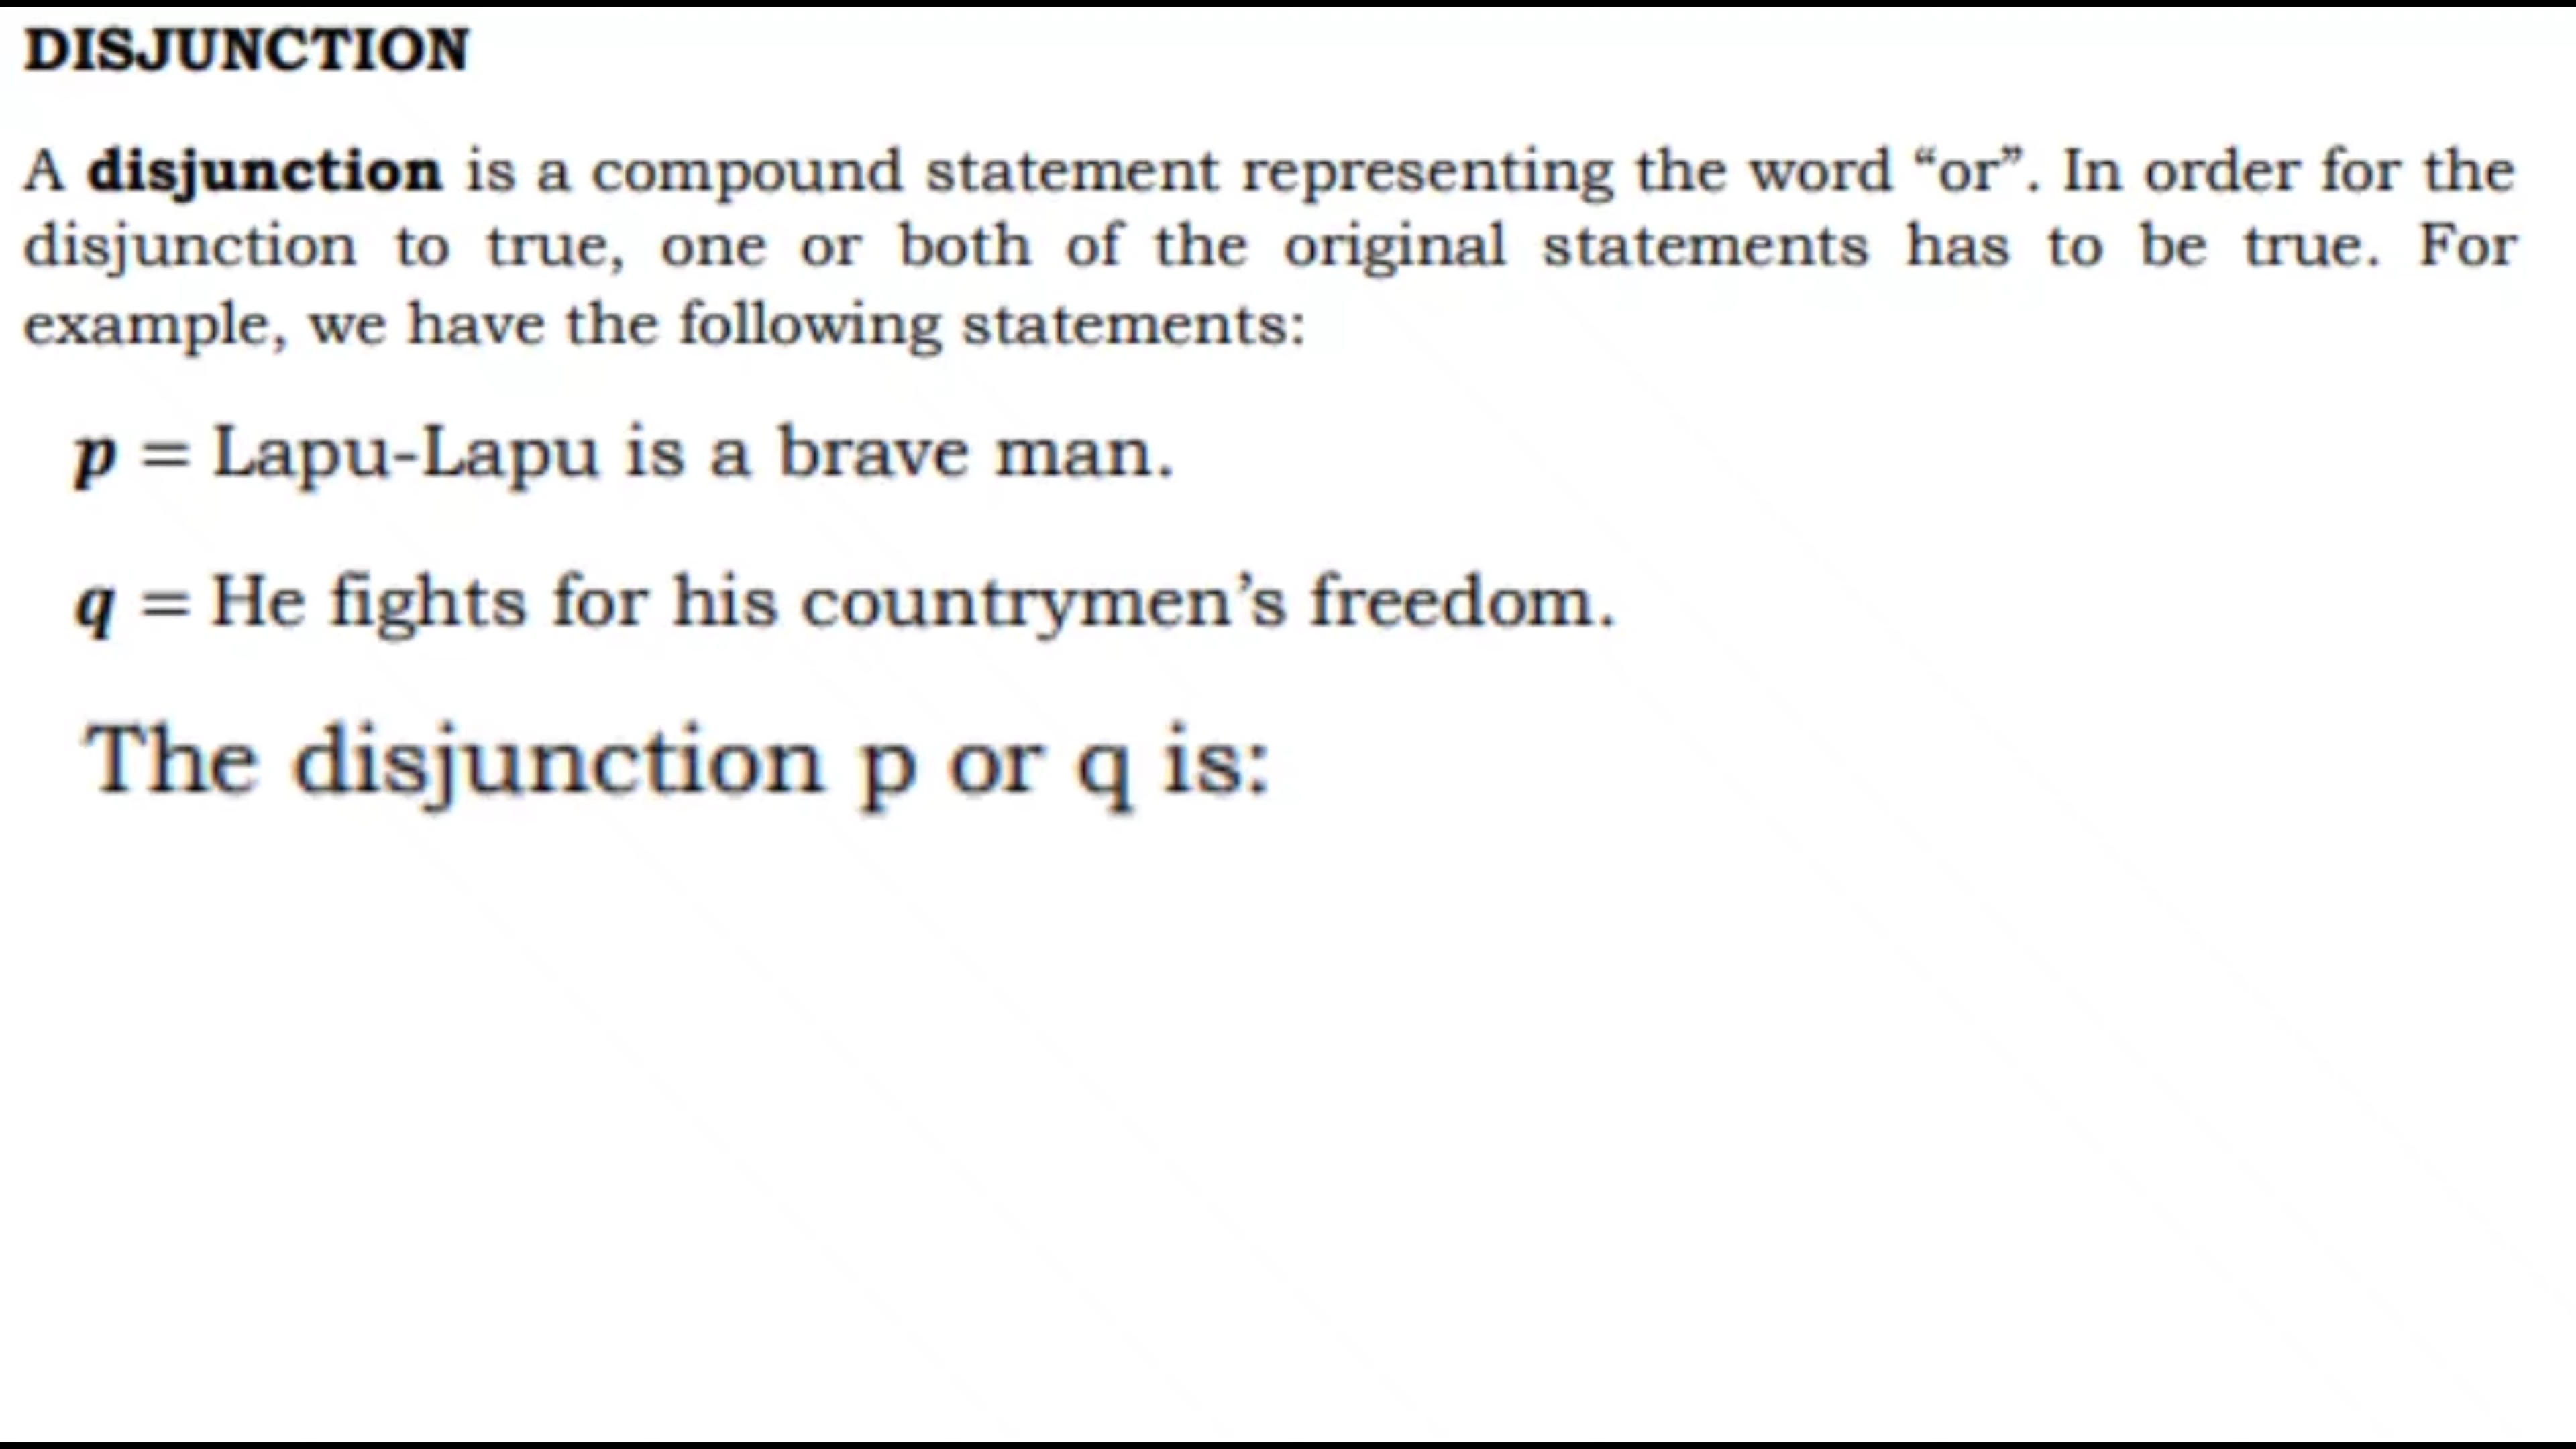 DISJUNCTION
A disjunction is a compound statement representing the word “or”. In order for the
disjunction to true, one or both of the original statements has to be true. For
example, we have the following statements:
p = Lapu-Lapu is a brave man.
q = He fights for his countrymen’s freedom.
The disjunction p or q is: